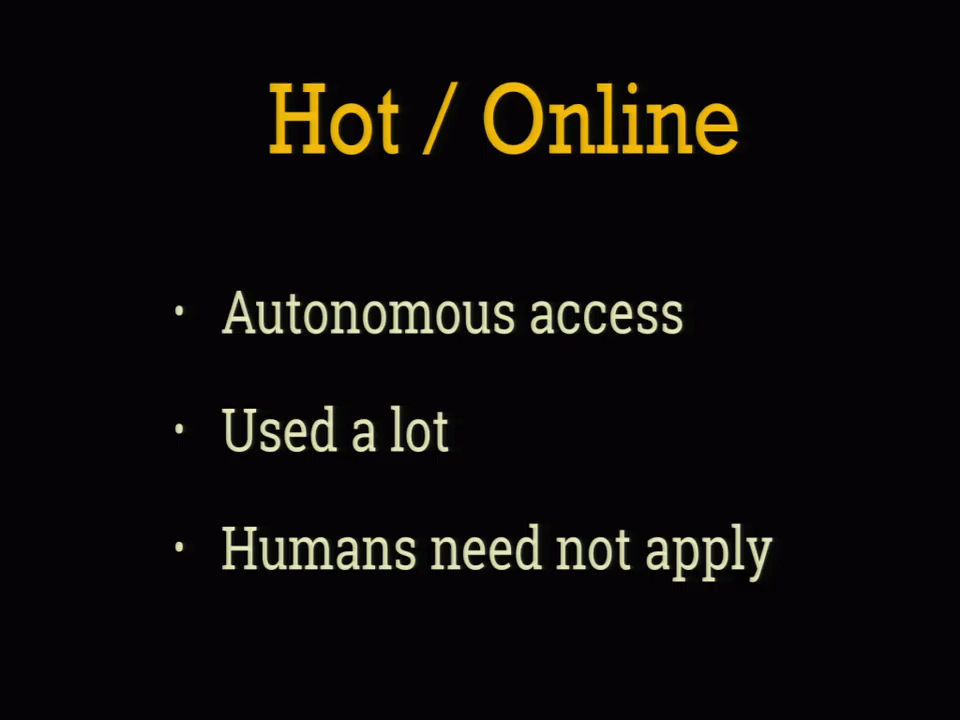 Hot / Online
· Autonomous access
· Used a lot
· Humans need not apply